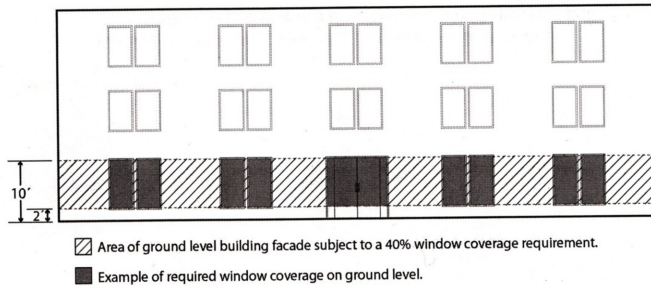 10´
2´
Area of ground level building facade subject to a 40% window coverage requirement.
Example of required window coverage on ground level.